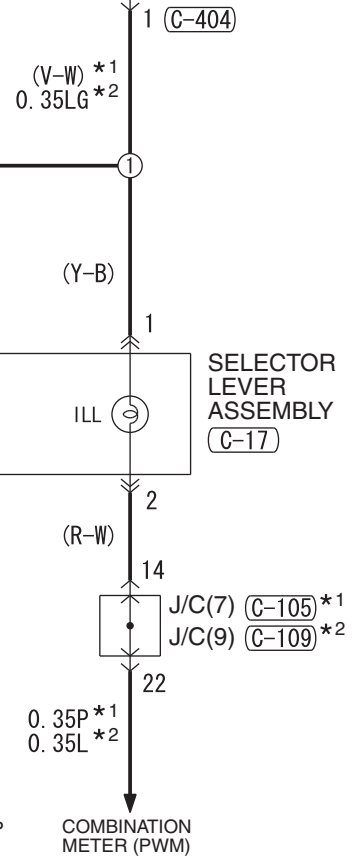 1 C-404
(V-W) *1
0.35LG*2
1
(Y-B)
1
SELECTOR
LEVER
ASSEMBLY
C-17
ILL
2
(R-W)
14
J/C(7) C-105 *1
J/C(9) C-109 *2
22
0.35P*1
0.35L*2
COMBINATION
METER (PWM)